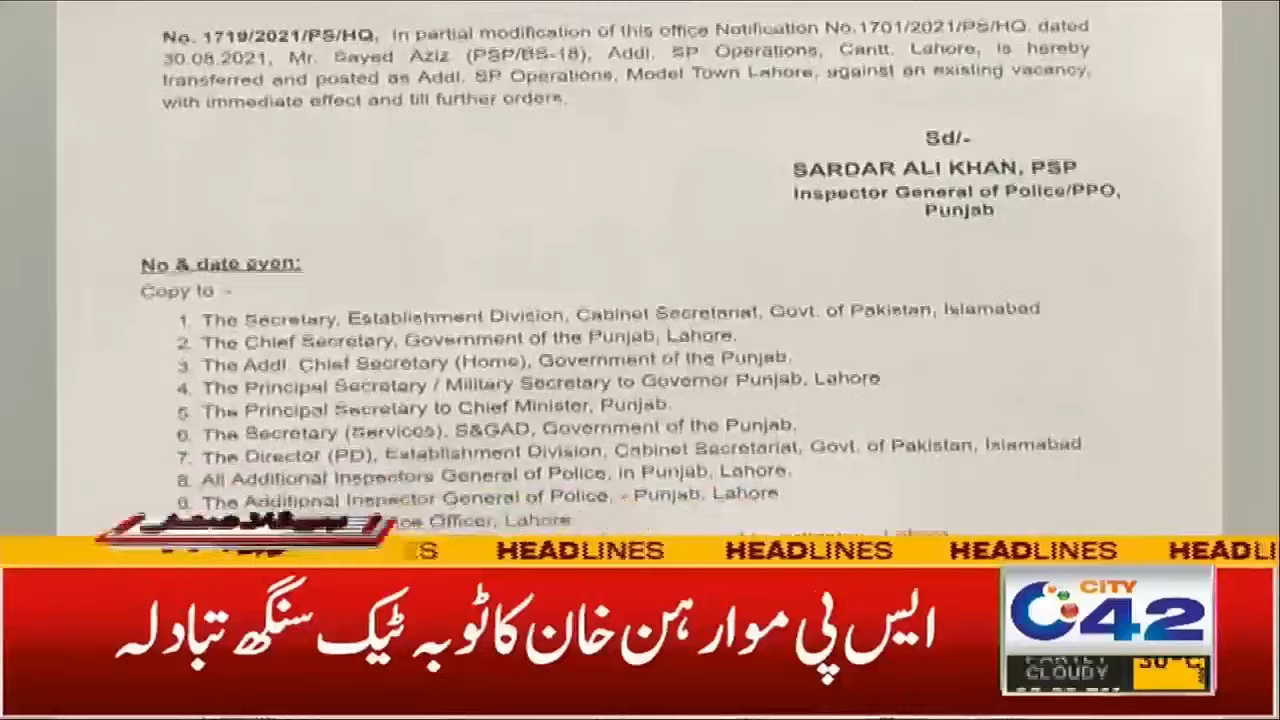 No. 1719/2021/PS/HQ, In partial modification of this office Notification No.1701/2021/PS/HQ. dated
30.08.2021, Mr. Sayed Aziz (PSP/BS-18), Addl. SP Operations, Cantt. Lahore, is hereby
transferred and posted as Addl. SP Operations, Model Town Lahore, against an existing vacancy,
with immediate effect and till further orders.
Sd/-
SARDAR ALI KHAN, PSP
Inspector General of Police/PPO,
Punjab
No & date even:
Copy to -
1. The Secretary, Establishment Division, Cabinet Secretariat, Govt. of Pakistan, Islamabad
2. The Chief Secretary, Government of the Punjab, Lahore.
3. The Addl. Chief Secretary (Home), Government of the Punjab.
4. The Principal Secretary / Military Secretary to Governor Punjab, Lahore
5. The Principal Secretary to Chief Minister, Punjab.
6. The Secretary (Services), S&GAD, Government of the Punjab.
7. The Director (PD), Establishment Division, Cabinet Secretariat, Govt. of Pakistan, Islamabad
8. All Additional Inspectors General of Police, in Punjab, Lahore.
9. The Additional Inspector General of Police, - Punjab, Lahore
Officer, Lahore
HEADLINES HEADLINES HEADLINES HEADLI
ایس پی موار ہن خان کا ٹوبہ ٹیک سنگھ تبادلہ
CITY
42
CLOUDY
30°C